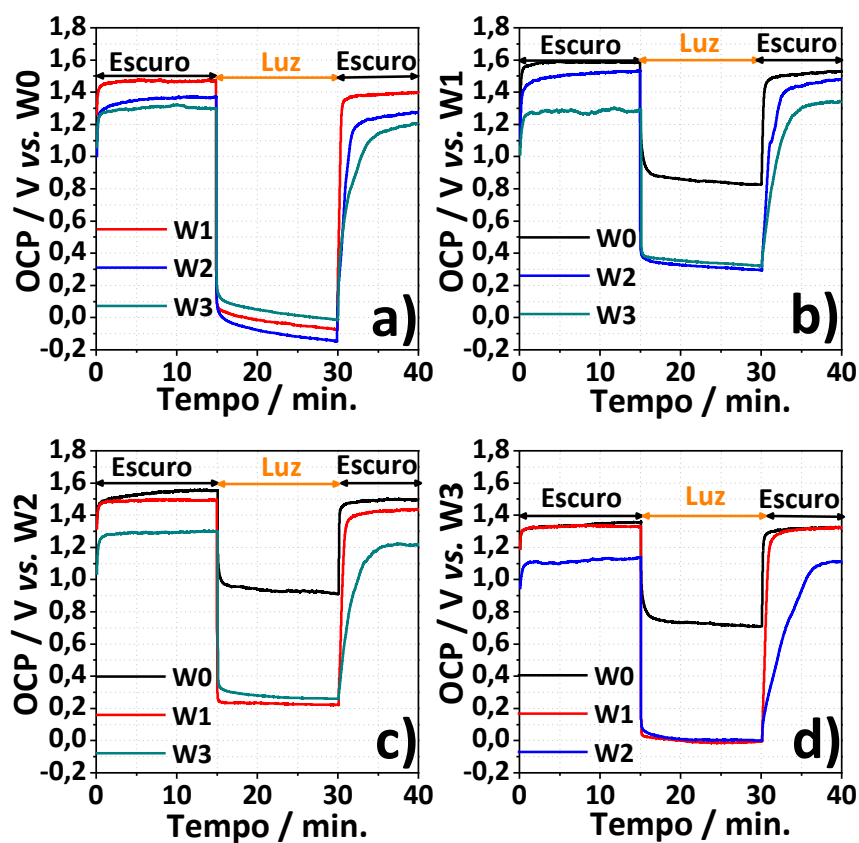 Escuro Luz Escuro
OCP / V vs. W0
1,8
1,6
1,4
1,2
1,0
0,8
0,6
0,4
0,2
0,0
-0,2
W1
W2
W3
a)
0 10 20 30 40
Tempo / min.
Escuro Luz Escuro
OCP / V vs. W1
1,8
1,6
1,4
1,2
1,0
0,8
0,6
0,4
0,2
0,0
-0,2
W0
W2
W3
b)
0 10 20 30 40
Tempo / min.
Escuro Luz Escuro
OCP / V vs. W2
1,8
1,6
1,4
1,2
1,0
0,8
0,6
0,4
0,2
0,0
-0,2
W0
W1
W3
c)
0 10 20 30 40
Tempo / min.
Escuro Luz Escuro
OCP / V vs. W3
1,8
1,6
1,4
1,2
1,0
0,8
0,6
0,4
0,2
0,0
-0,2
W0
W1
W2
d)
0 10 20 30 40
Tempo / min.